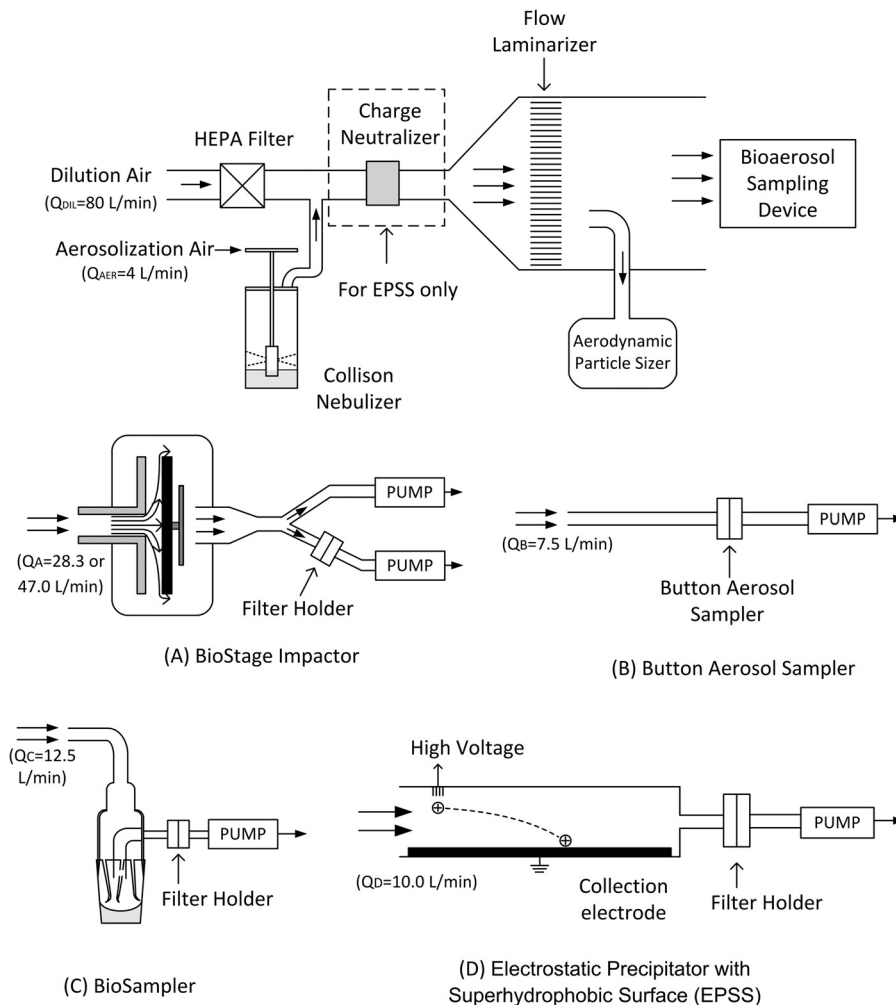 Flow
Laminarizer
Charge
Neutralizer
HEPA Filter
Dilution Air
(QDIL=80 L/min)
Bioaerosol
Sampling
Device
Aerosolization Air
(QAER=4 L/min)
For EPSS only
Aerodynamic
Particle Sizer
Collison
Nebulizer
PUMP
(QA=28.3 or
47.0 L/min)
PUMP
Filter Holder
(A) BioStage Impactor
(QB=7.5 L/min)
PUMP
Button Aerosol
Sampler
(B) Button Aerosol Sampler
(QC=12.5
L/min)
PUMP
Filter Holder
(C) BioSampler
High Voltage
PUMP
(QD=10.0 L/min)
Collection
electrode
Filter Holder
(D) Electrostatic Precipitator with
Superhydrophobic Surface (EPSS)